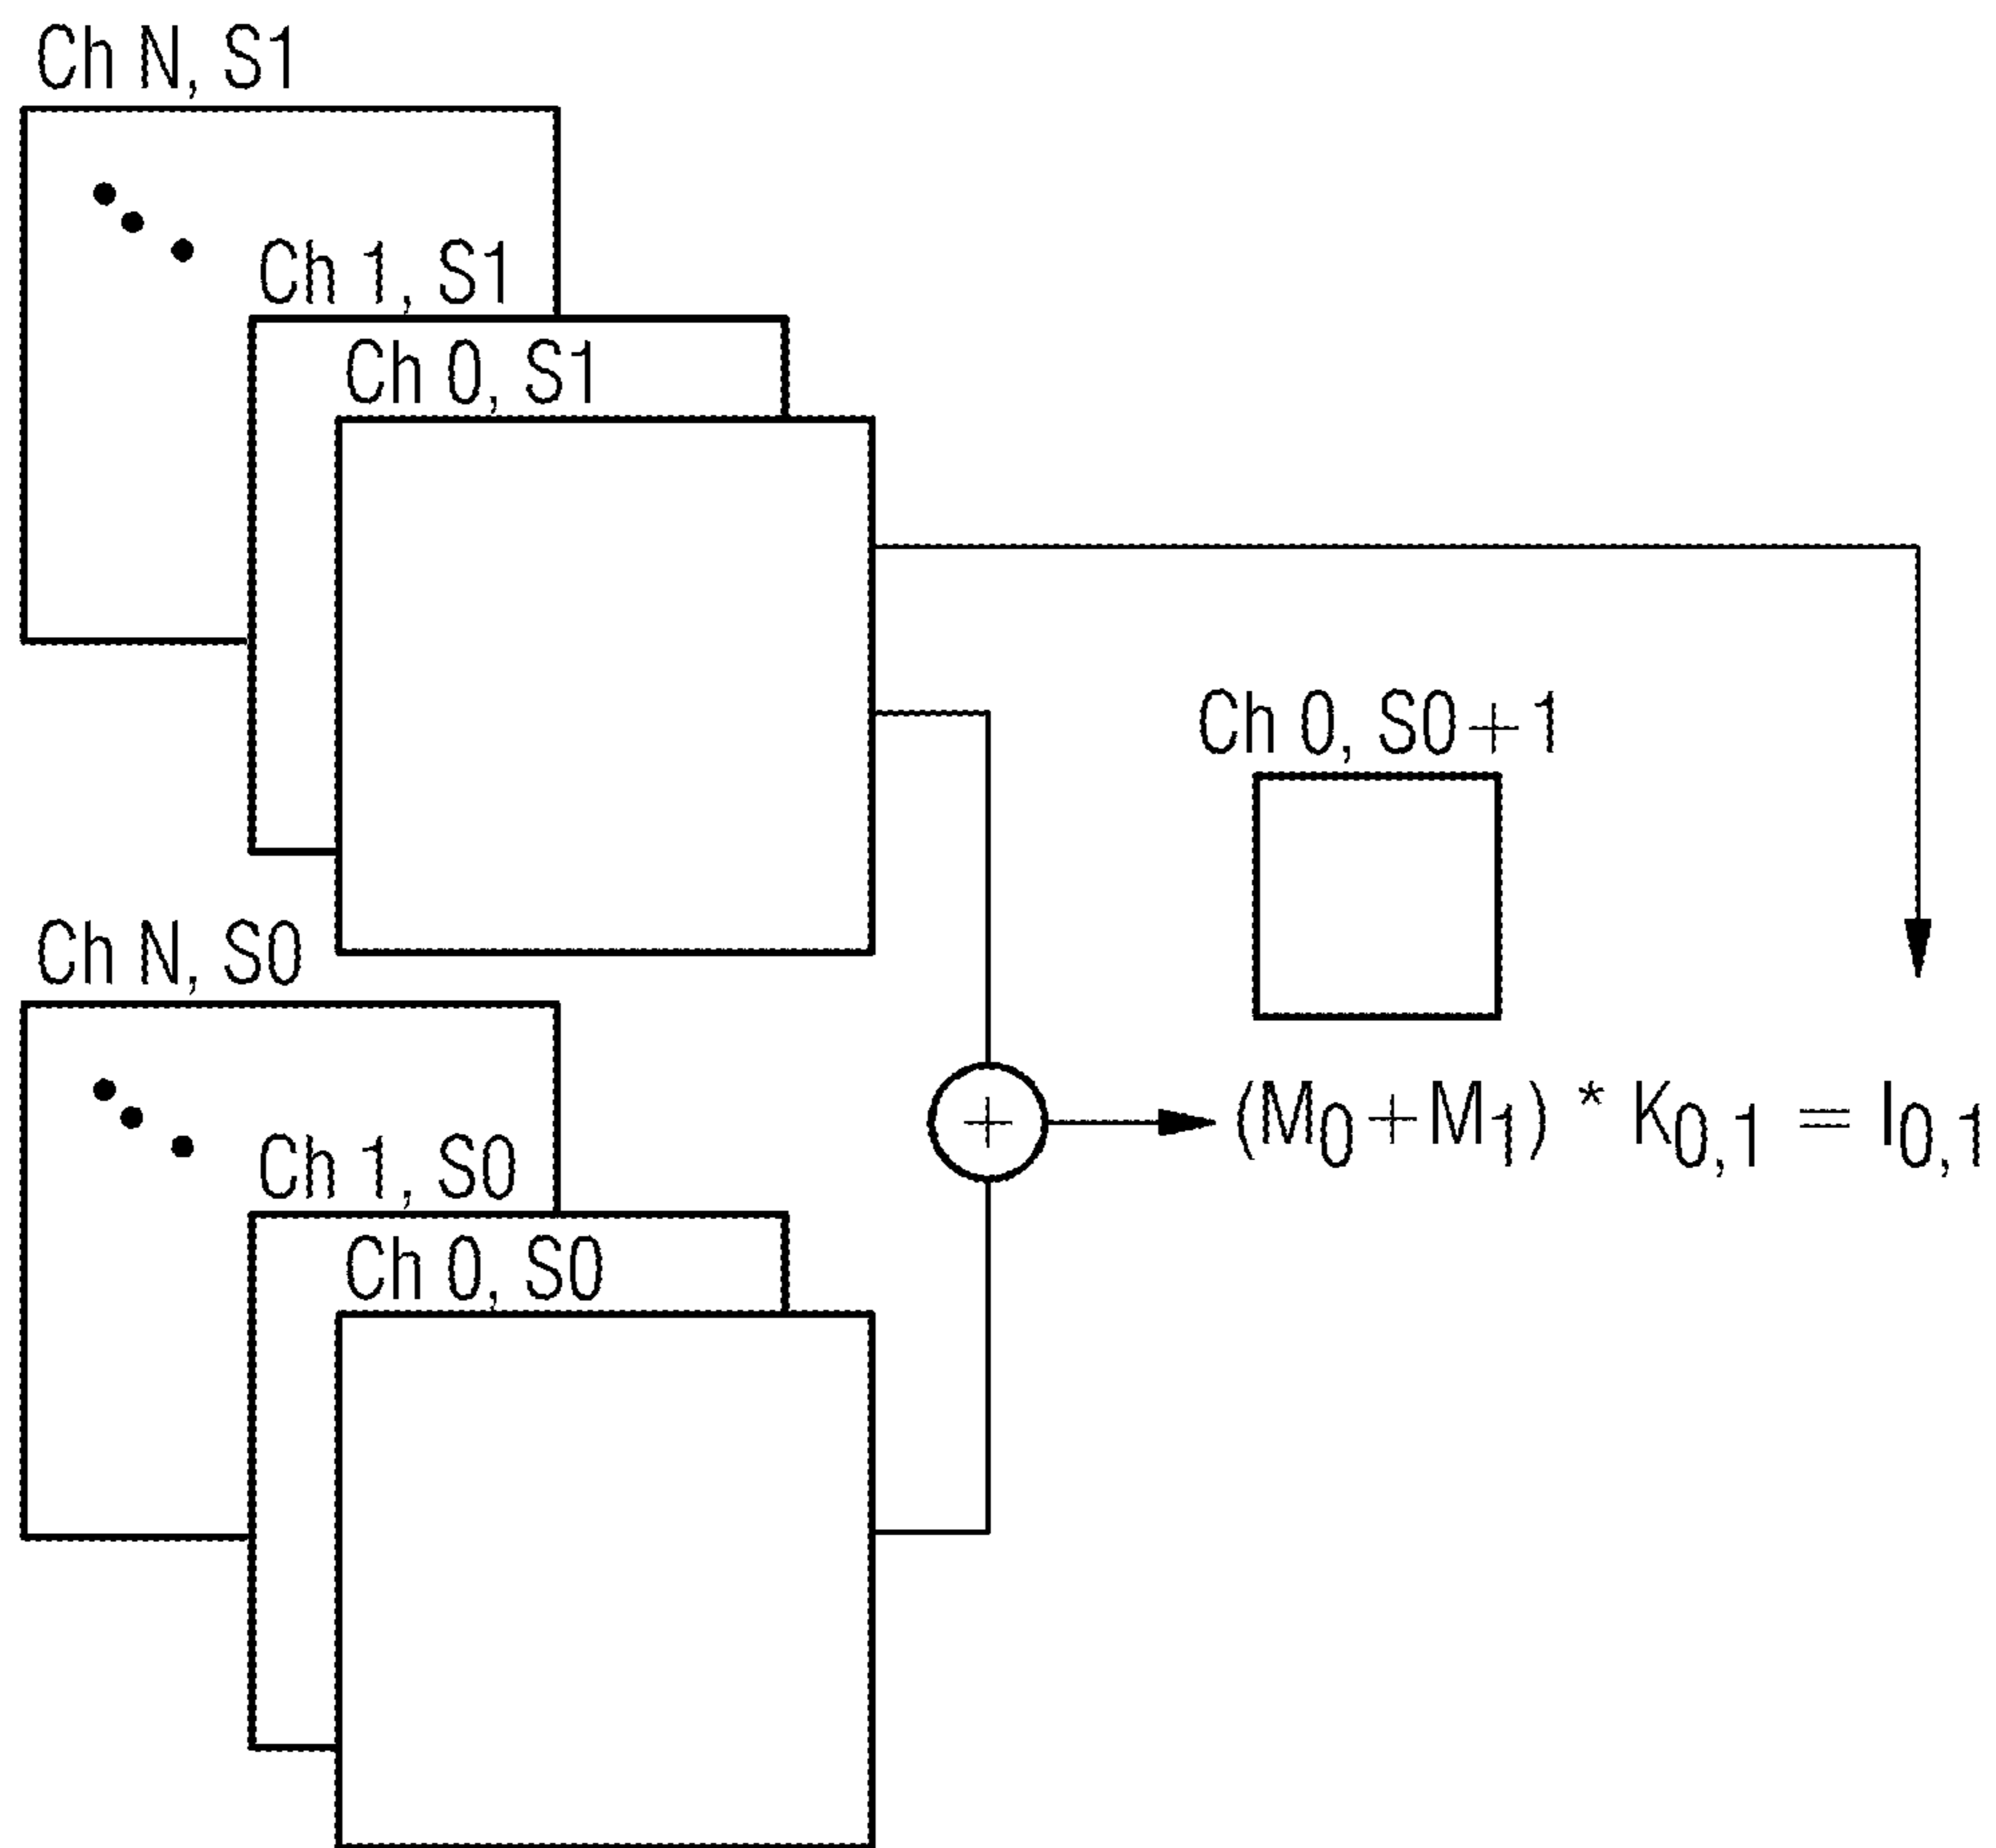 Ch N, S1
Ch 1, S1
Ch 0, S1
Ch 0, S0+1
Ch N, S0
+
(M₀+M₁) * K₀,₁ = I₀,₁
Ch 1, S0
Ch 0, S0